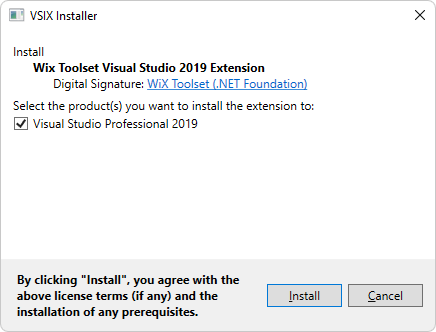 VSIX Installer
Install
Wix Toolset Visual Studio 2019 Extension
Digital Signature: WiX Toolset (.NET Foundation)
Select the product(s) you want to install the extension to:
Visual Studio Professional 2019
By clicking "Install", you agree with the
above license terms (if any) and the
installation of any prerequisites.
Install
Cancel